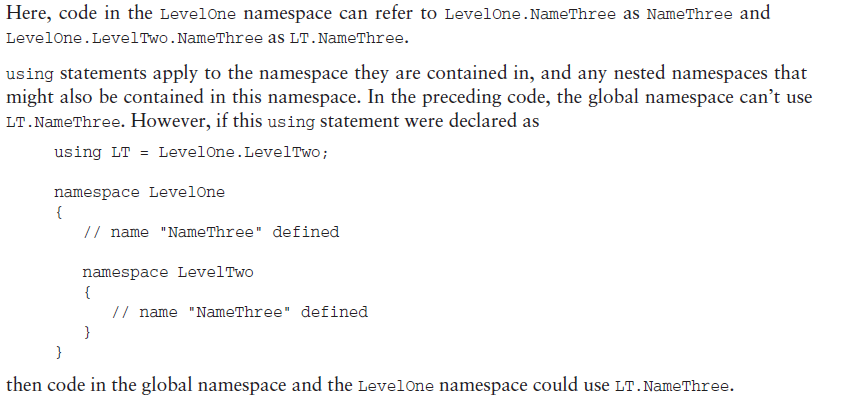 Here, code in the LevelOne namespace can refer to LevelOne.NameThree as NameThree and
LevelOne.LevelTwo.NameThree as LT.NameThree.
using statements apply to the namespace they are contained in, and any nested namespaces that
might also be contained in this namespace. In the preceding code, the global namespace can’t use
LT.NameThree. However, if this using statement were declared as
using LT = LevelOne.LevelTwo;
namespace LevelOne
{
// name "NameThree" defined
namespace LevelTwo
{
// name "NameThree" defined
}
}
then code in the global namespace and the LevelOne namespace could use LT.NameThree.